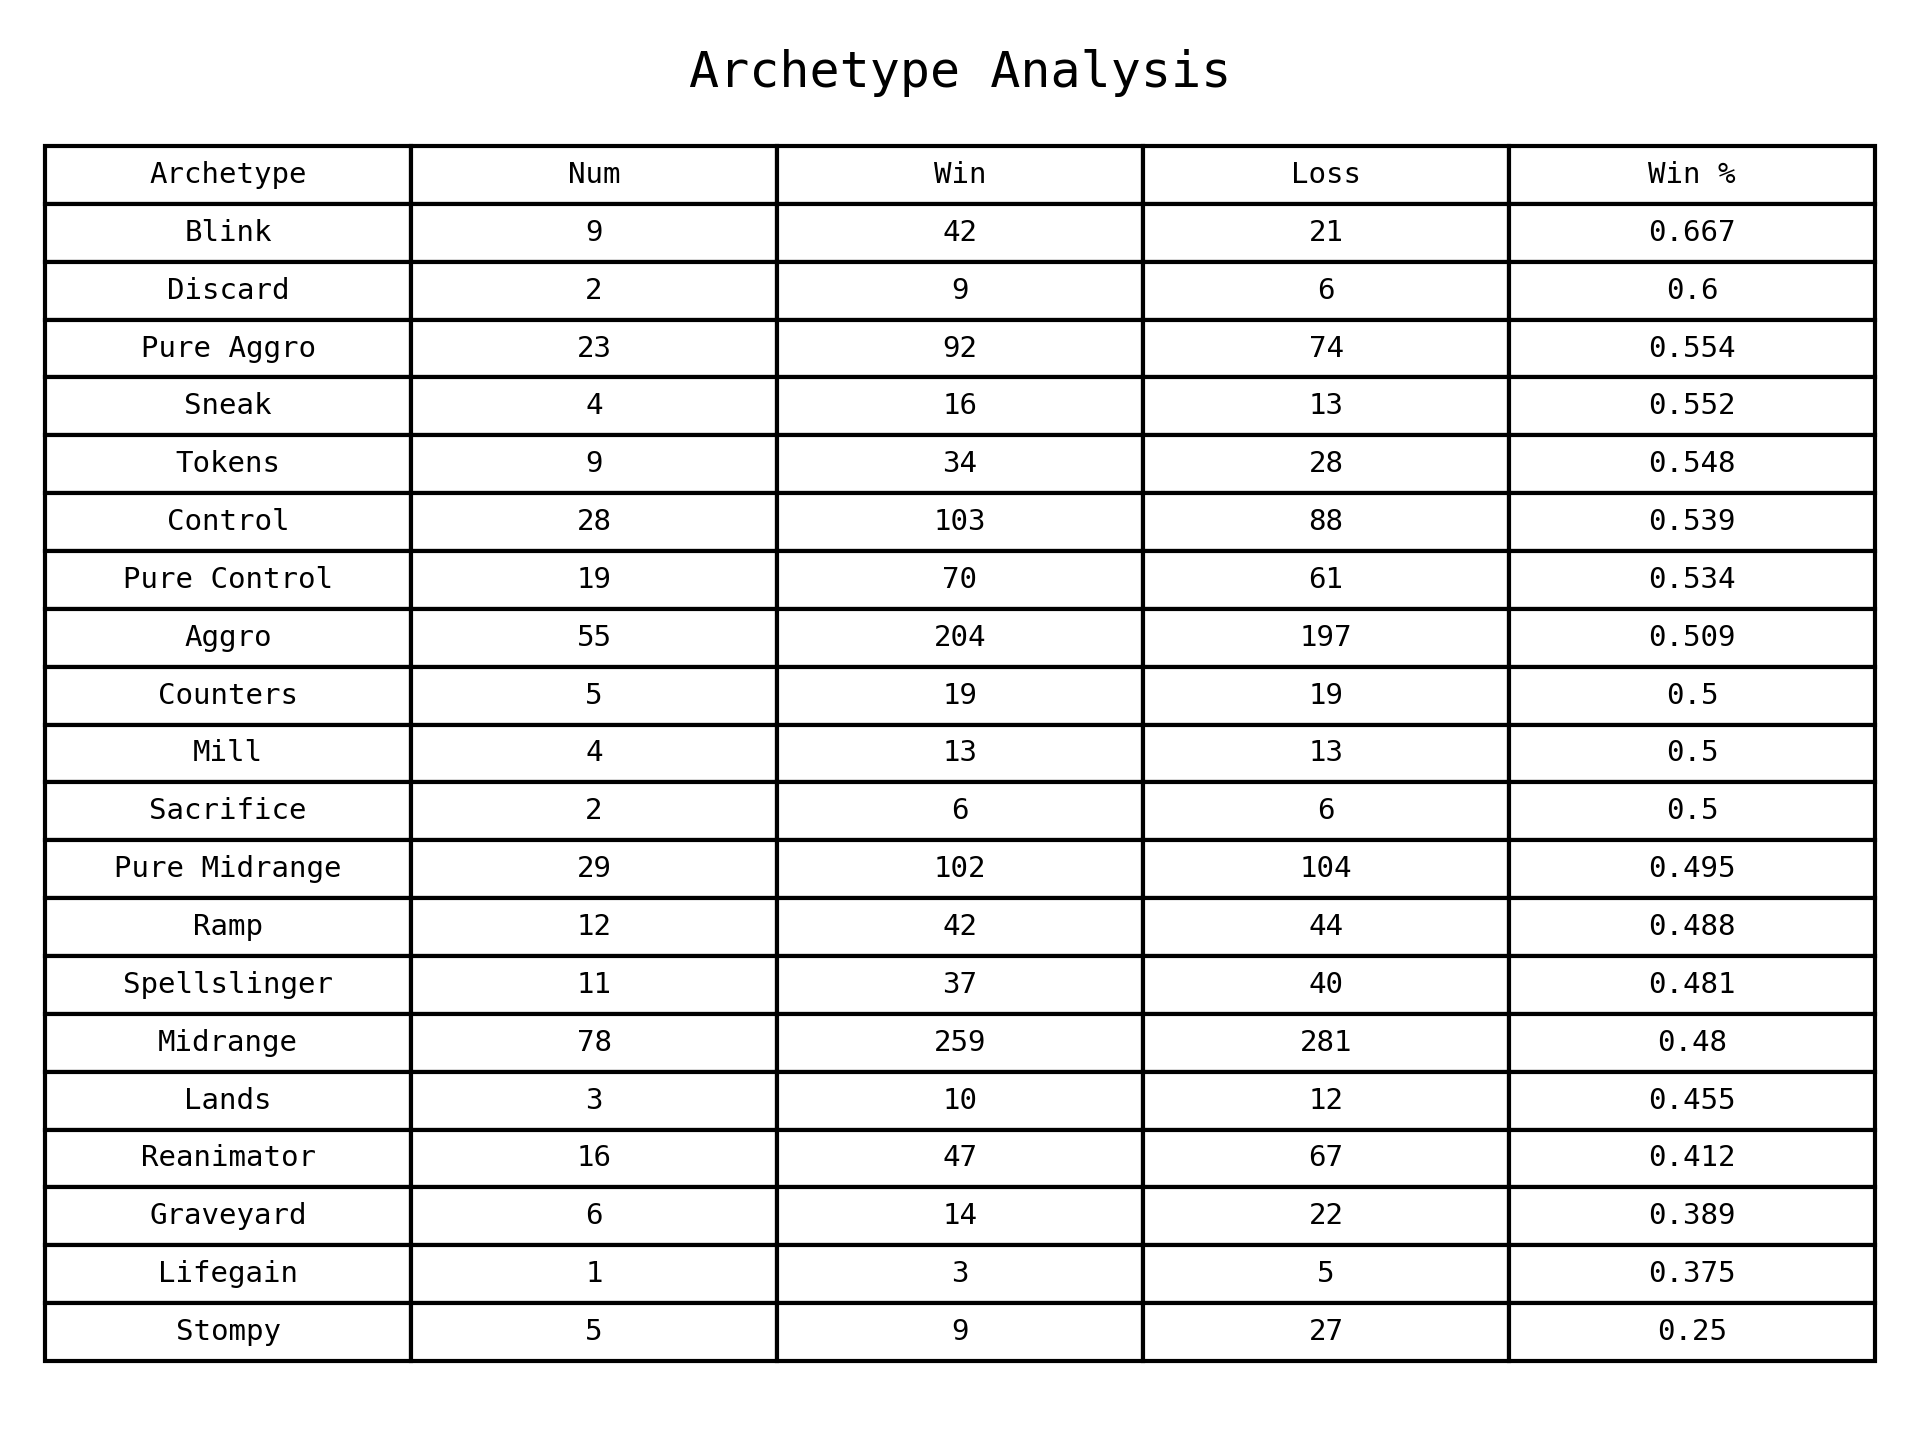 Archetype Analysis
Archetype Num Win Loss Win %
Blink 9 42 21 0.667
Discard 2 9 6 0.6
Pure Aggro 23 92 74 0.554
Sneak 4 16 13 0.552
Tokens 9 34 28 0.548
Control 28 103 88 0.539
Pure Control 19 70 61 0.534
Aggro 55 204 197 0.509
Counters 5 19 19 0.5
Mill 4 13 13 0.5
Sacrifice 2 6 6 0.5
Pure Midrange 29 102 104 0.495
Ramp 12 42 44 0.488
Spellslinger 11 37 40 0.481
Midrange 78 259 281 0.48
Lands 3 10 12 0.455
Reanimator 16 47 67 0.412
Graveyard 6 14 22 0.389
Lifegain 1 3 5 0.375
Stompy 5 9 27 0.25